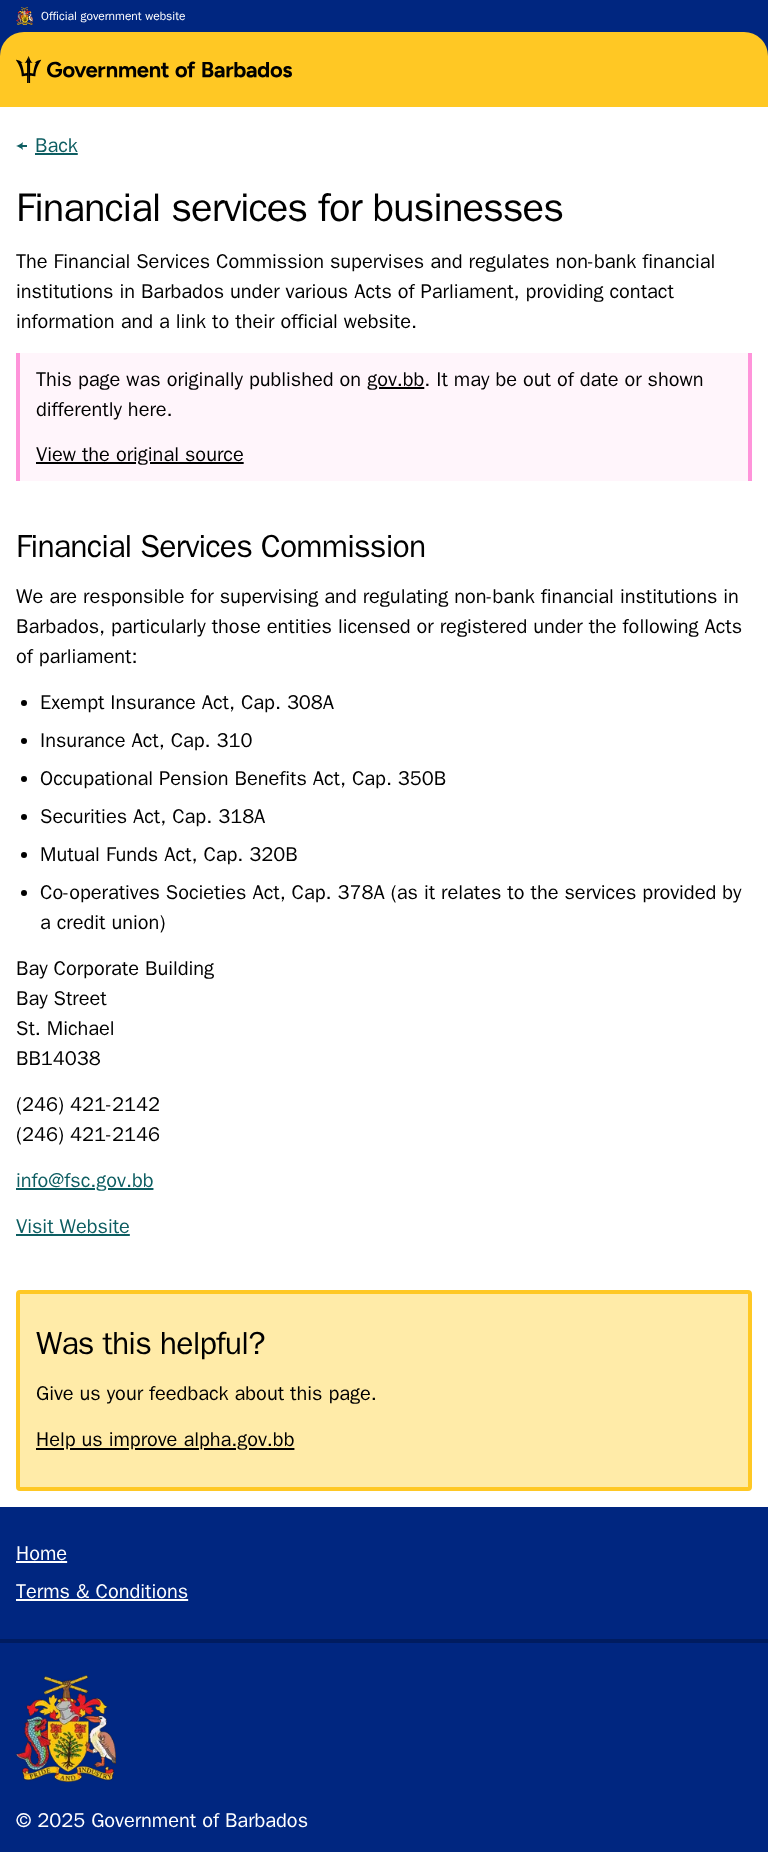 Official government website
Government of Barbados
Back
Financial services for businesses
The Financial Services Commission supervises and regulates non-bank financial
institutions in Barbados under various Acts of Parliament, providing contact
information and a link to their official website.
This page was originally published on gov.bb. It may be out of date or shown
differently here.
View the original source
Financial Services Commission
We are responsible for supervising and regulating non-bank financial institutions in
Barbados, particularly those entities licensed or registered under the following Acts
of parliament:
• Exempt Insurance Act, Cap. 308A
• Insurance Act, Cap. 310
• Occupational Pension Benefits Act, Cap. 350B
• Securities Act, Cap. 318A
• Mutual Funds Act, Cap. 320B
• Co-operatives Societies Act, Cap. 378A (as it relates to the services provided by
a credit union)
Bay Corporate Building
Bay Street
St. Michael
BB14038
(246) 421-2142
(246) 421-2146
info@fsc.gov.bb
Visit Website
Was this helpful?
Give us your feedback about this page.
Help us improve alpha.gov.bb
Home
Terms & Conditions
PRIDE AND INDUSTRY
© 2025 Government of Barbados